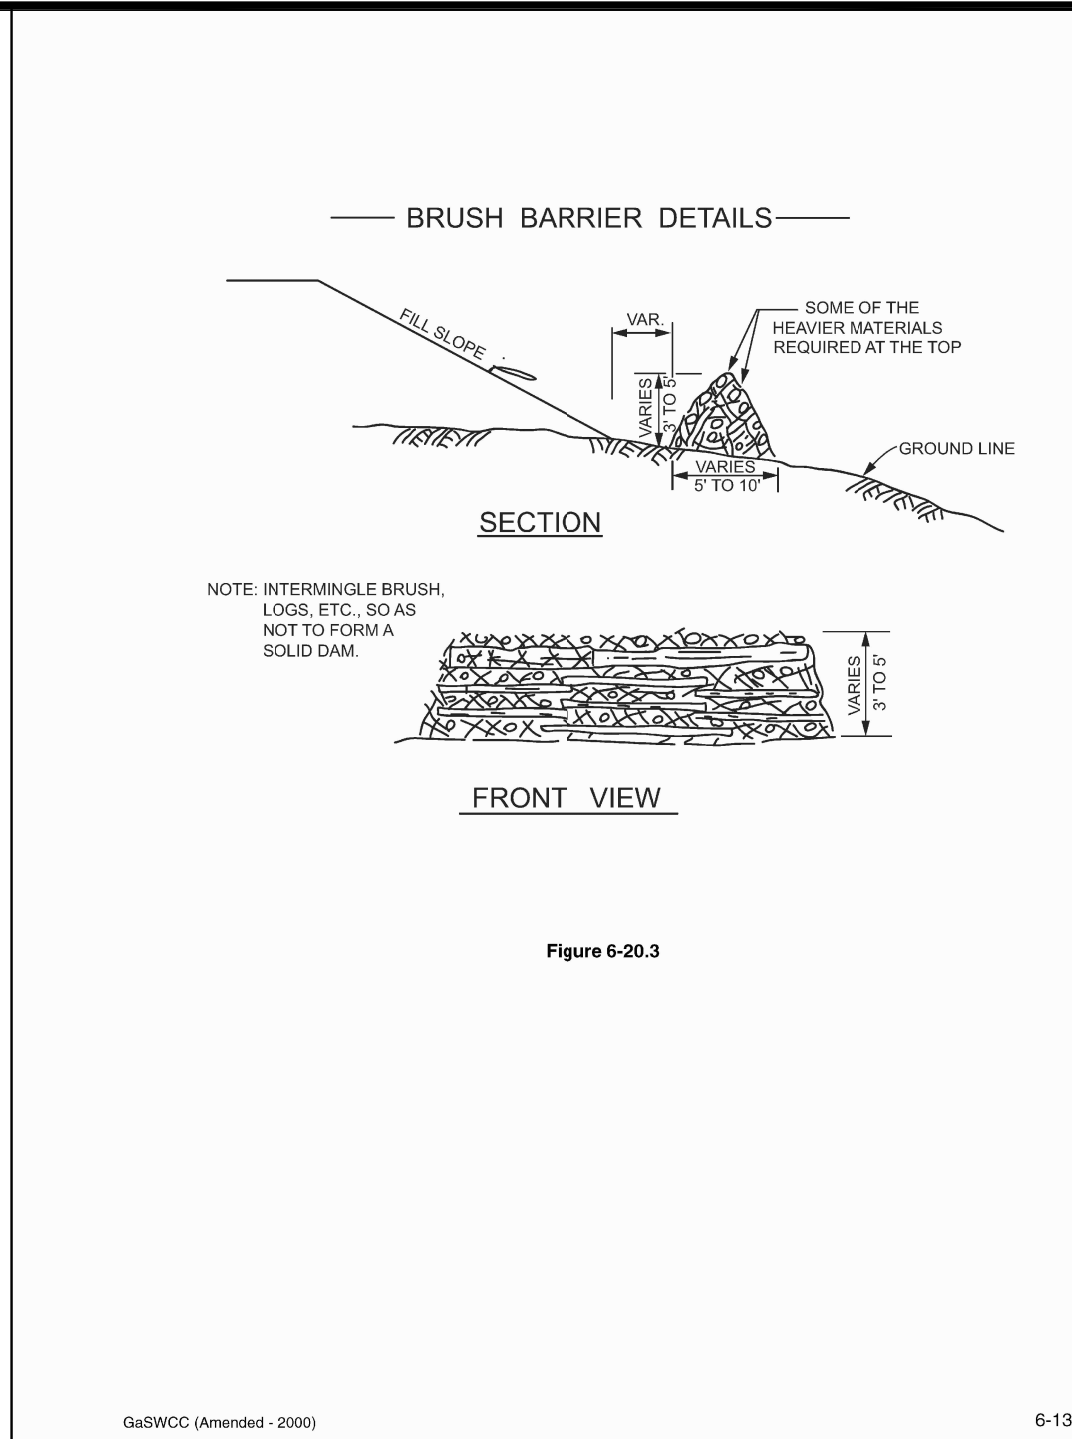 BRUSH BARRIER DETAILS
FILL SLOPE
VAR.
SOME OF THE
HEAVIER MATERIALS
REQUIRED AT THE TOP
VARIES
3' TO 5'
GROUND LINE
VARIES
5' TO 10'
SECTION
NOTE: INTERMINGLE BRUSH,
LOGS, ETC., SO AS
NOT TO FORM A
SOLID DAM.
VARIES
3' TO 5'
FRONT VIEW
Figure 6-20.3
GaSWCC (Amended - 2000)
6-13